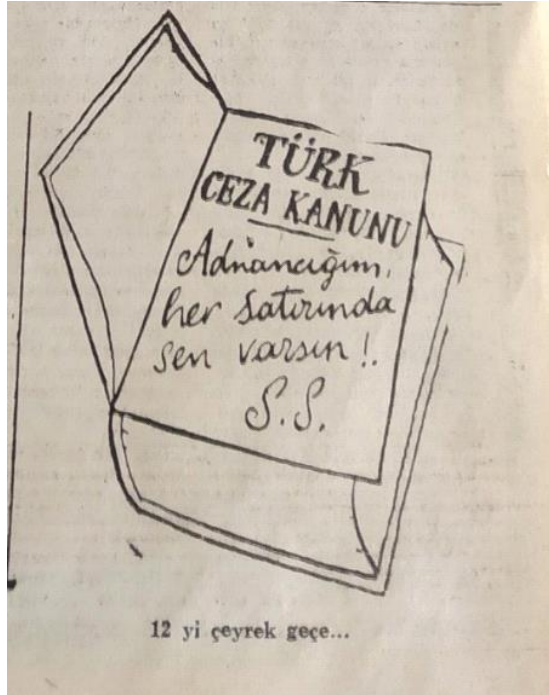 TÜRK
CEZA KANUNU
Adnancığım,
her satırında
sen varsın!.
S.S.
12 yi çeyrek geçe...